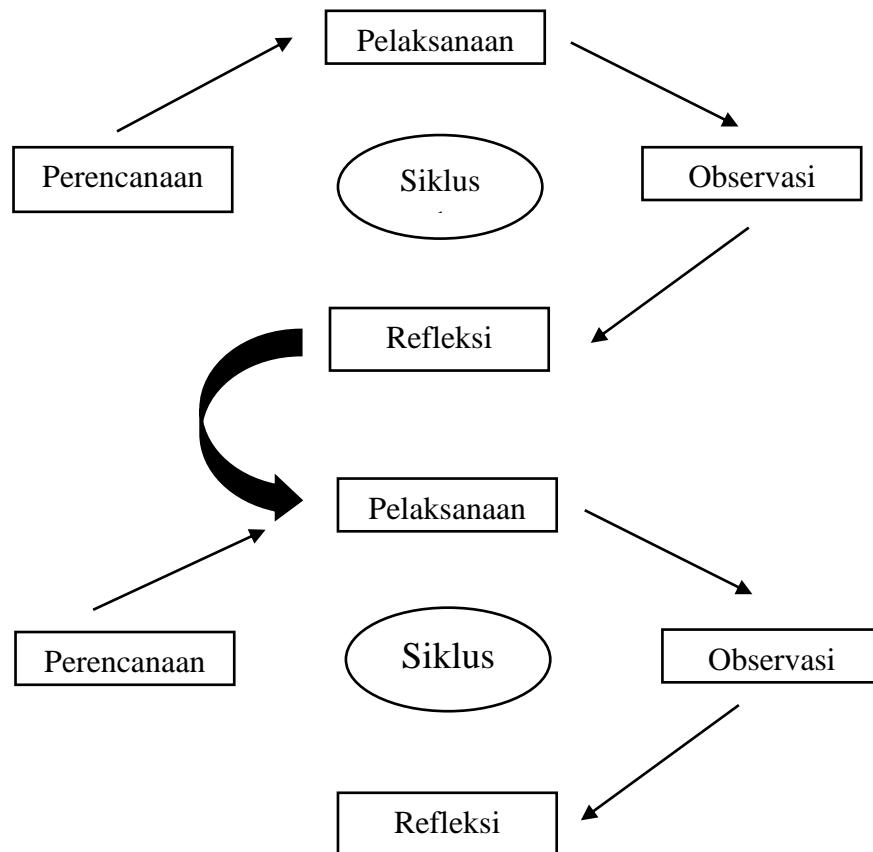 Pelaksanaan
Perencanaan
Siklus
Observasi
Refleksi
Pelaksanaan
Perencanaan
Siklus
Observasi
Refleksi